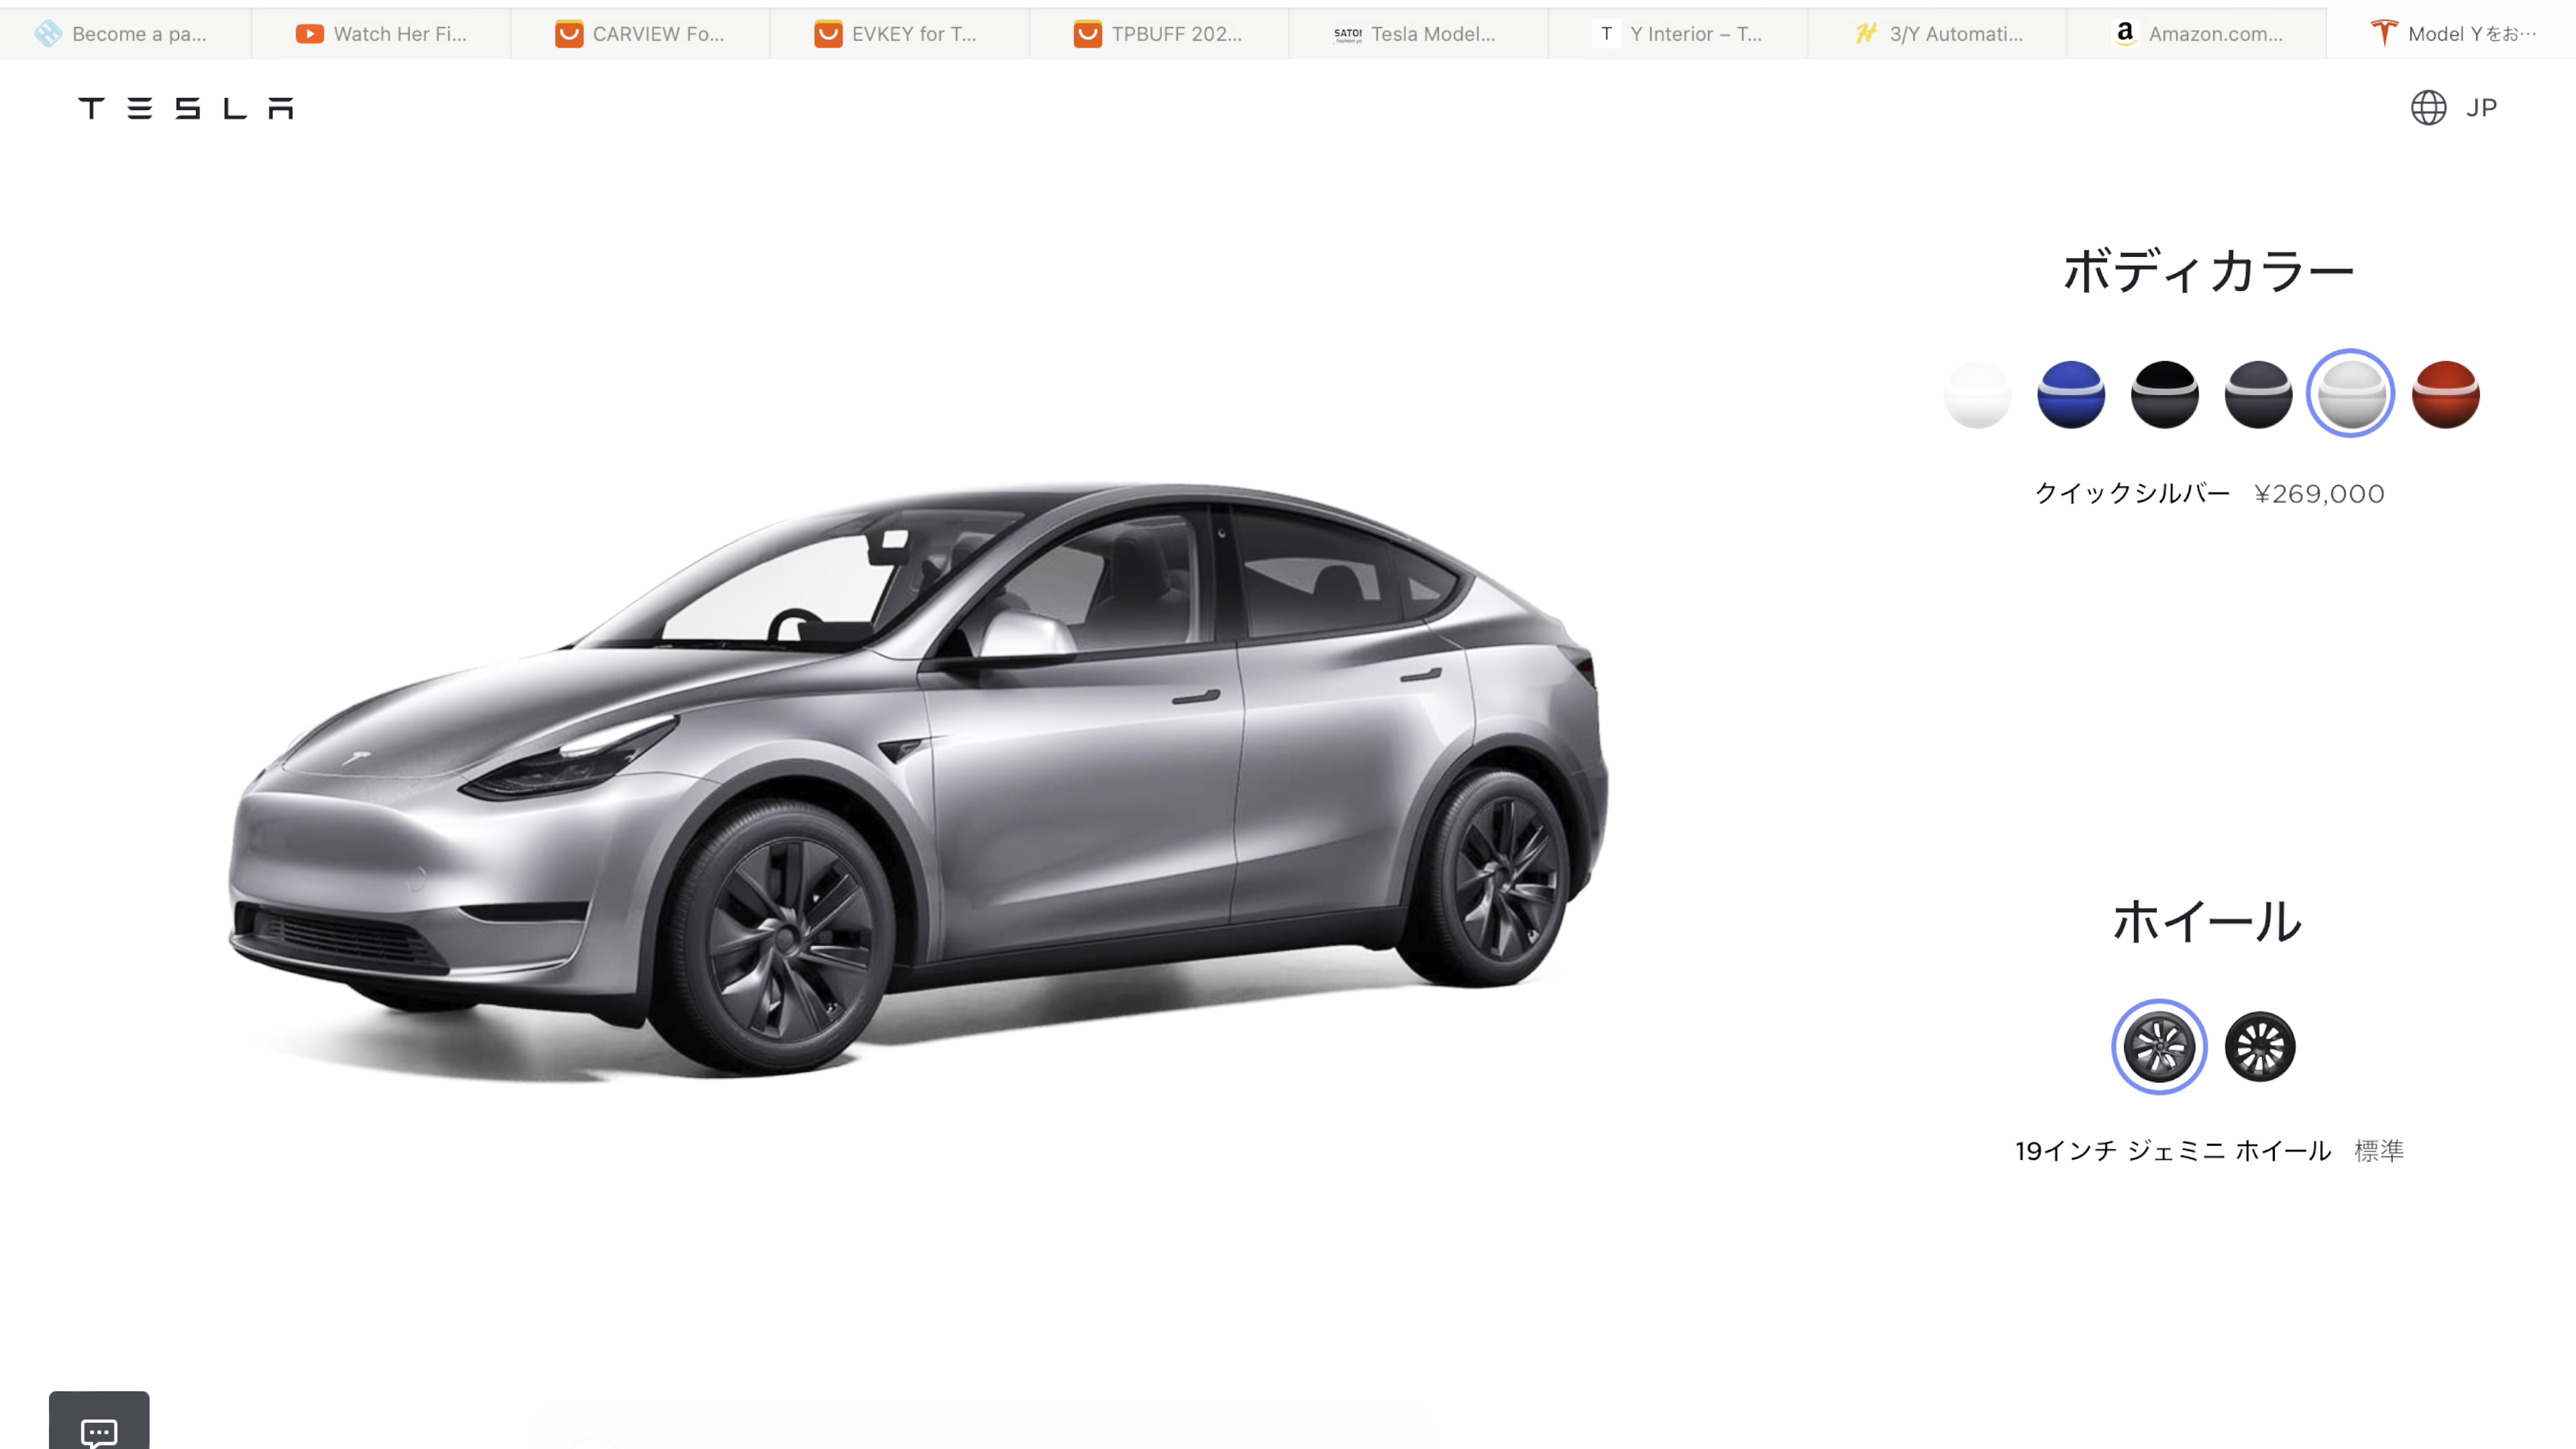 Become a pa...
Watch Her Fi...
CARVIEW Fo...
EVKEY for T...
TPBUFF 202...
SATO!
Tesla Model...
T
Y Interior – T...
3/Y Automati...
a
Amazon.com...
Model Yをお…
TESLA
JP
ボディカラー
クイックシルバー ¥269,000
ホイール
19インチ ジェミニ ホイール 標準